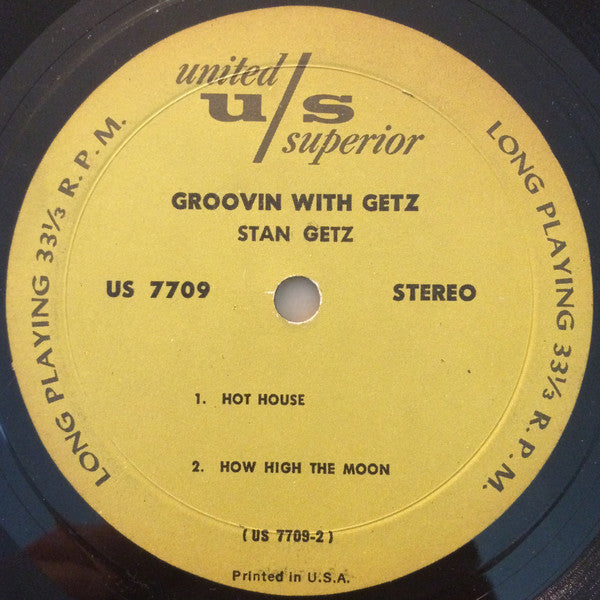 united
u/s
superior
GROOVIN WITH GETZ
STAN GETZ
US 7709
STEREO
1. HOT HOUSE
2. HOW HIGH THE MOON
( US 7709-2 )
Printed in U.S.A.
LONG PLAYING 33⅓ R.P.M.
LONG PLAYING 33⅓ R.P.M.